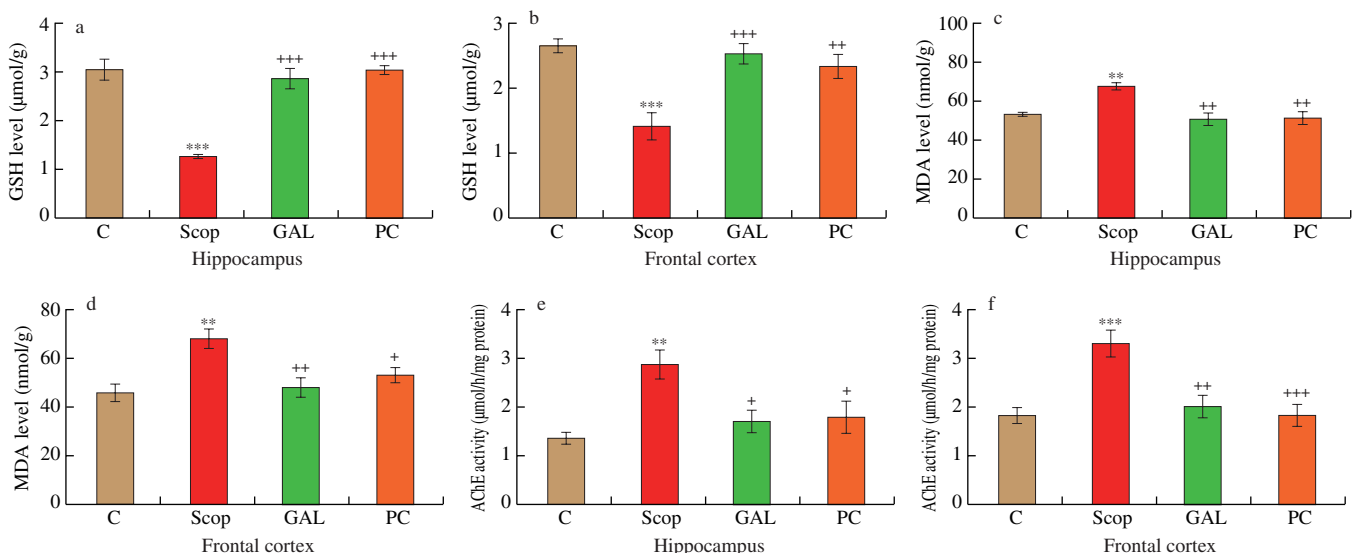 a
GSH level (μmol/g)
4
3
2
1
0
***
+++
+++
C Scop GAL PC
Hippocampus
b
GSH level (μmol/g)
3
2
1
0
***
+++
++
C Scop GAL PC
Frontal cortex
c
MDA level (nmol/g)
100
80
60
40
20
0
**
++
++
C Scop GAL PC
Hippocampus
d
MDA level (nmol/g)
80
60
40
20
0
**
++
+
C Scop GAL PC
Frontal cortex
e
AChE activity (μmol/h/mg protein)
4
3
2
1
0
**
+
+
C Scop GAL PC
Hippocampus
f
AChE activity (μmol/h/mg protein)
4
3
2
1
0
***
++
+++
C Scop GAL PC
Frontal cortex